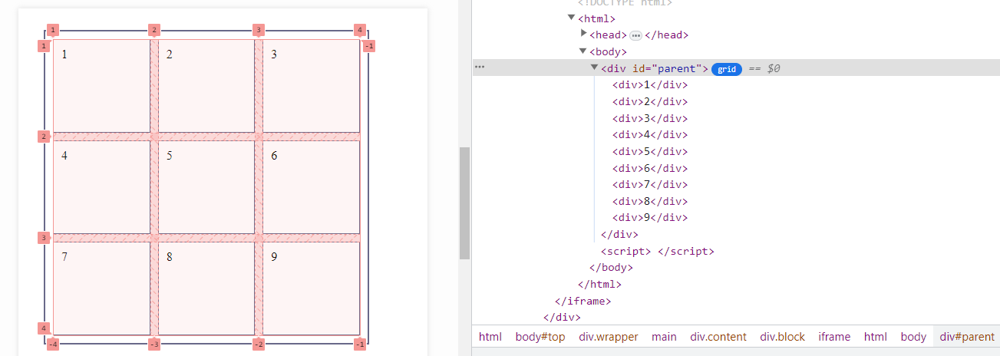 1 2 3 4
1 -1
1 2 3
2
4 5 6
3
7 8 9
4
-4 -3 -2 -1
<!DOCTYPE html>
▼<html>
▶<head>⋯</head>
▼<body>
⋯ ▼<div id="parent"> grid == $0
<div>1</div>
<div>2</div>
<div>3</div>
<div>4</div>
<div>5</div>
<div>6</div>
<div>7</div>
<div>8</div>
<div>9</div>
</div>
<script> </script>
</body>
</html>
</iframe>
</div>
html body#top div.wrapper main div.content div.block iframe html body div#parent